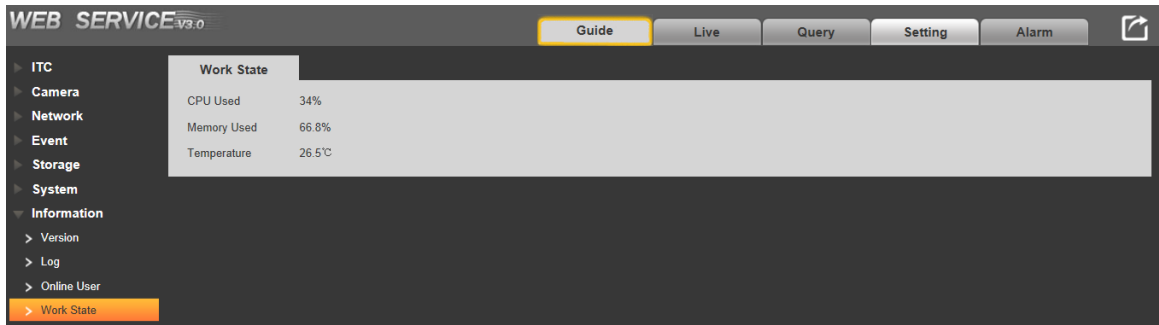 WEB SERVICE V3.0
Guide
Live
Query
Setting
Alarm
ITC
Camera
Network
Event
Storage
System
Information
Version
Log
Online User
Work State
Work State
CPU Used 34%
Memory Used 66.8%
Temperature 26.5℃